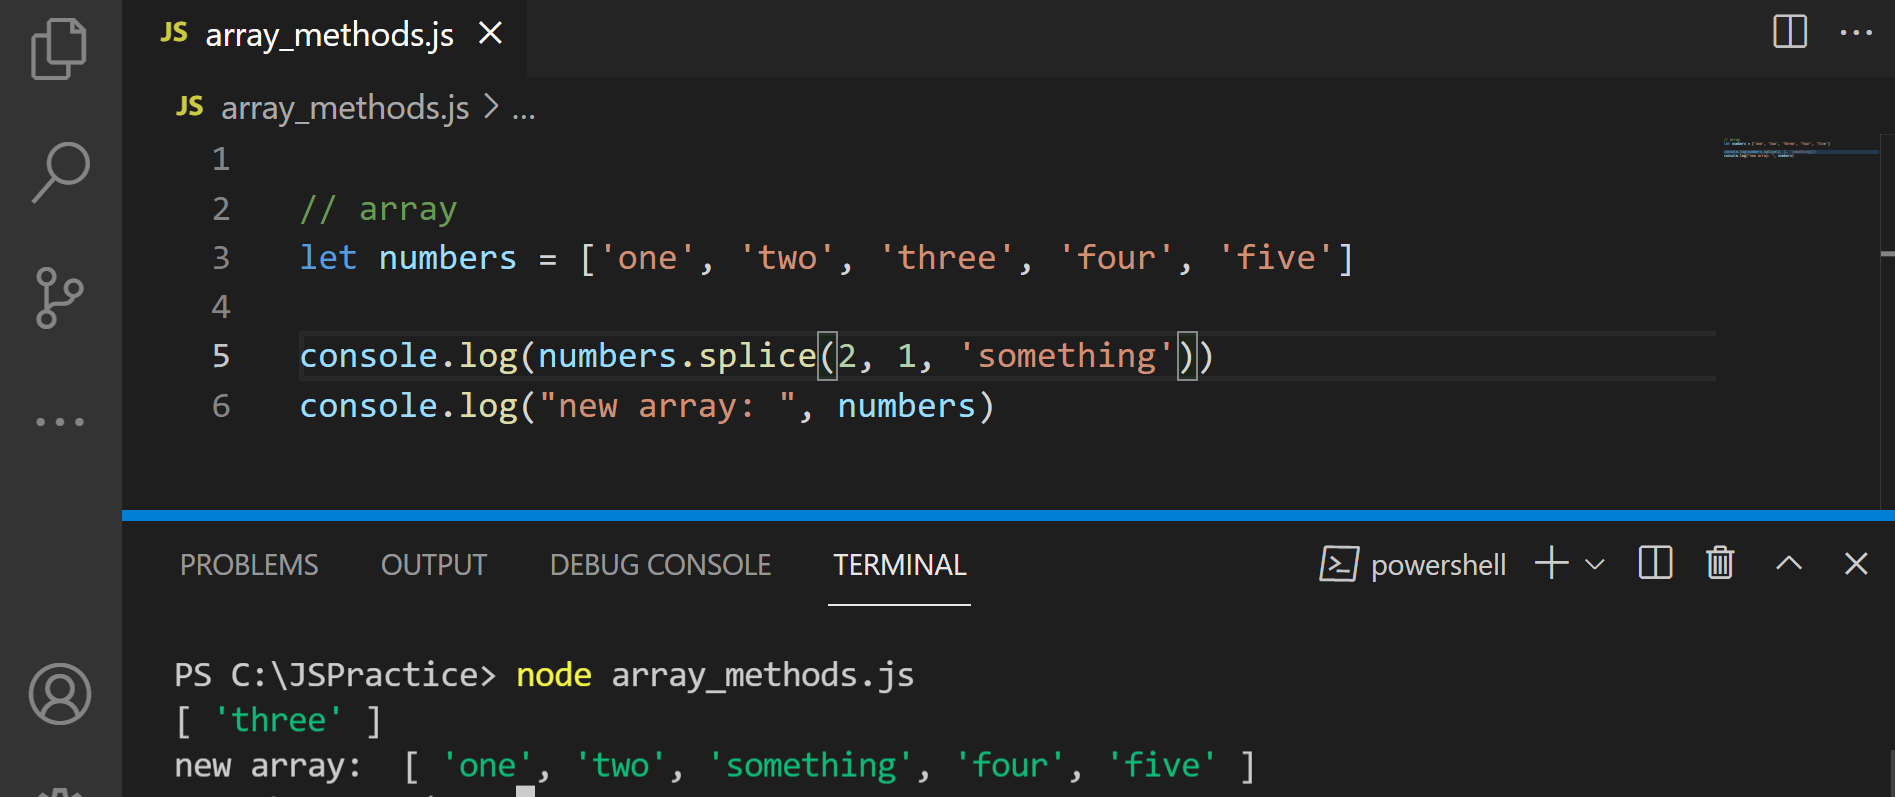 JS array_methods.js
JS array_methods.js > ...
1
2 // array
3 let numbers = ['one', 'two', 'three', 'four', 'five']
4
5 console.log(numbers.splice(2, 1, 'something'))
6 console.log("new array: ", numbers)
PROBLEMS OUTPUT DEBUG CONSOLE TERMINAL powershell
PS C:\JSPractice> node array_methods.js
[ 'three' ]
new array:  [ 'one', 'two', 'something', 'four', 'five' ]